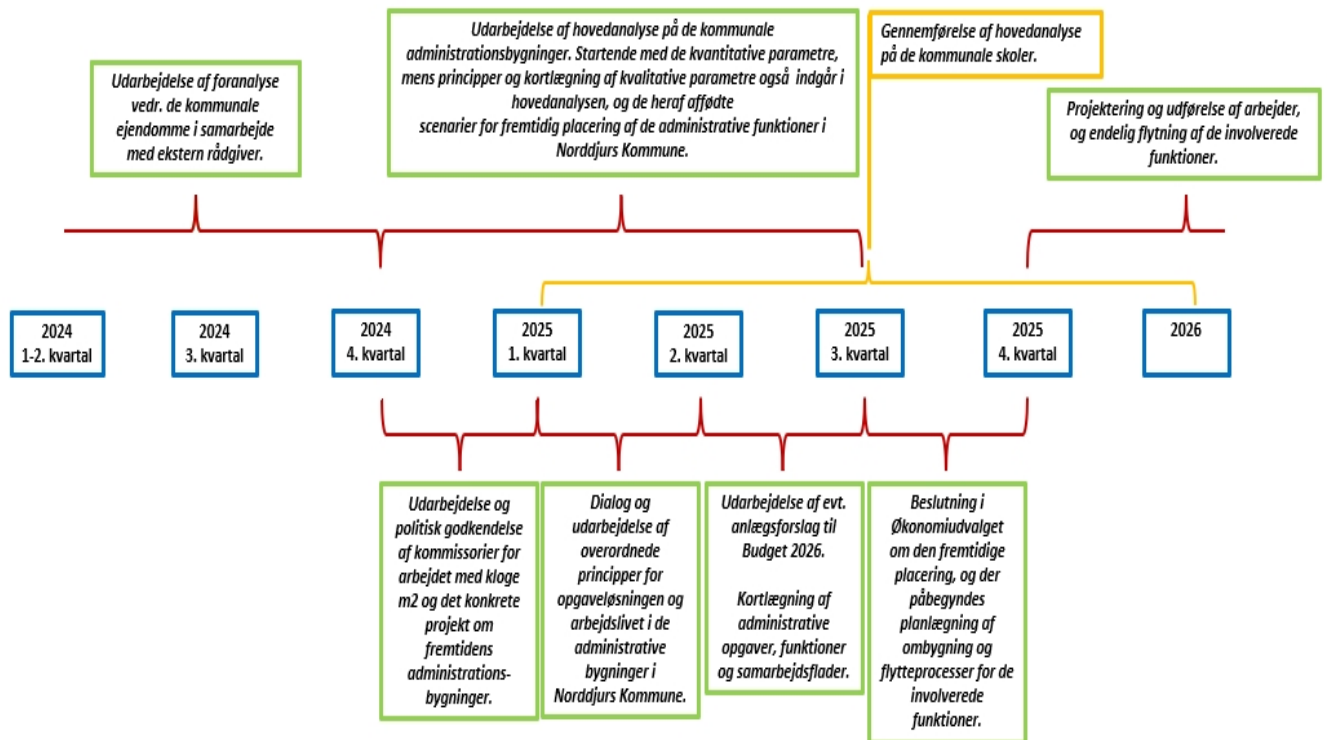 Udarbejdelse af foranalyse
vedr. de kommunale
ejendomme i samarbejde
med ekstern rådgiver.
Udarbejdelse af hovedanalyse på de kommunale
administrationsbygninger. Startende med de kvantitative parametre,
mens principper og kortlægning af kvalitative parametre også indgår i
hovedanalysen, og de heraf affødte
scenarier for fremtidig placering af de administrative funktioner i
Norddjurs Kommune.
Gennemførelse af hovedanalyse
på de kommunale skoler.
Projektering og udførelse af arbejder,
og endelig flytning af de involverede
funktioner.
2024
1-2. kvartal
2024
3. kvartal
2024
4. kvartal
2025
1. kvartal
2025
2. kvartal
2025
3. kvartal
2025
4. kvartal
2026
Udarbejdelse og
politisk godkendelse
af kommissorier for
arbejdet med kloge
m2 og det konkrete
projekt om
fremtidens
administrations-
bygninger.
Dialog og
udarbejdelse af
overordnede
principper for
opgaveløsningen og
arbejdslivet i de
administrative
bygninger i
Norddjurs Kommune.
Udarbejdelse af evt.
anlægsforslag til
Budget 2026.
Kortlægning af
administrative
opgaver, funktioner
og samarbejdsflader.
Beslutning i
Økonomiudvalget
om den fremtidige
placering, og der
påbegyndes
planlægning af
ombygning og
flytteprocesser for de
involverede
funktioner.